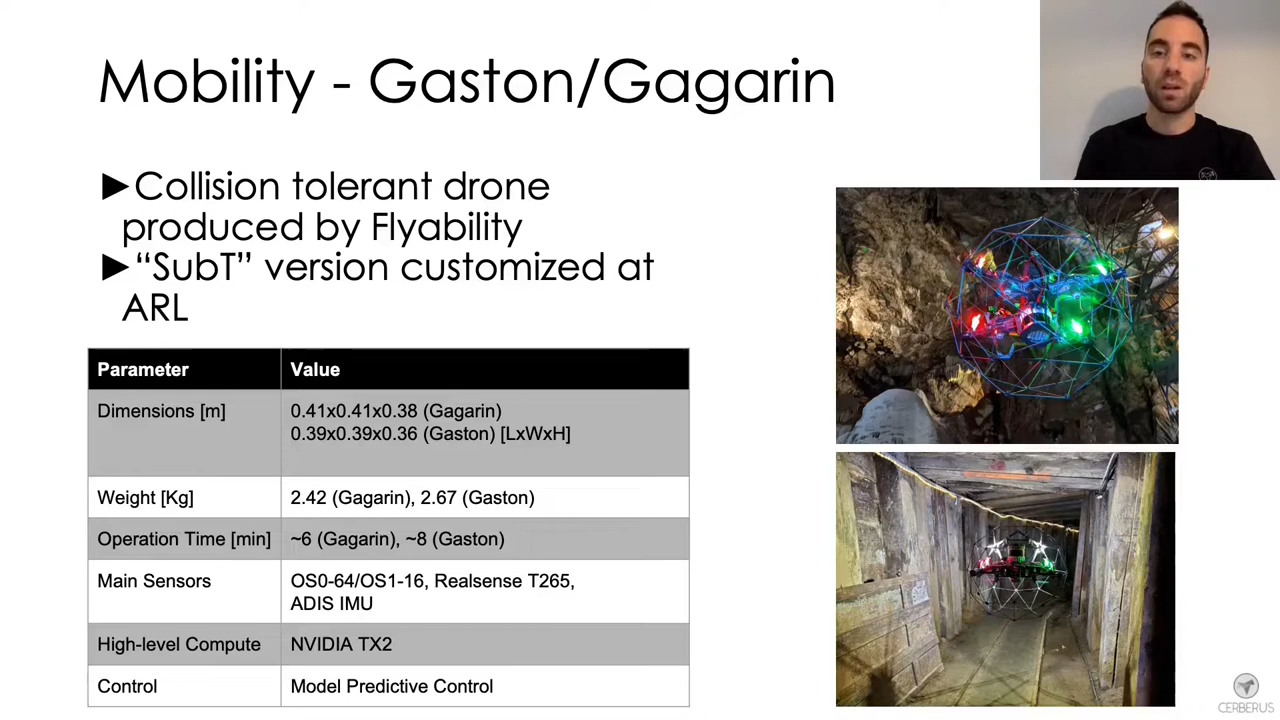 Mobility - Gaston/Gagarin
►Collision tolerant drone
produced by Flyability
►“SubT” version customized at
ARL
Parameter Value
Dimensions [m] 0.41x0.41x0.38 (Gagarin)
0.39x0.39x0.36 (Gaston) [LxWxH]
Weight [Kg] 2.42 (Gagarin), 2.67 (Gaston)
Operation Time [min] ~6 (Gagarin), ~8 (Gaston)
Main Sensors OS0-64/OS1-16, Realsense T265,
ADIS IMU
High-level Compute NVIDIA TX2
Control Model Predictive Control
CERBERUS